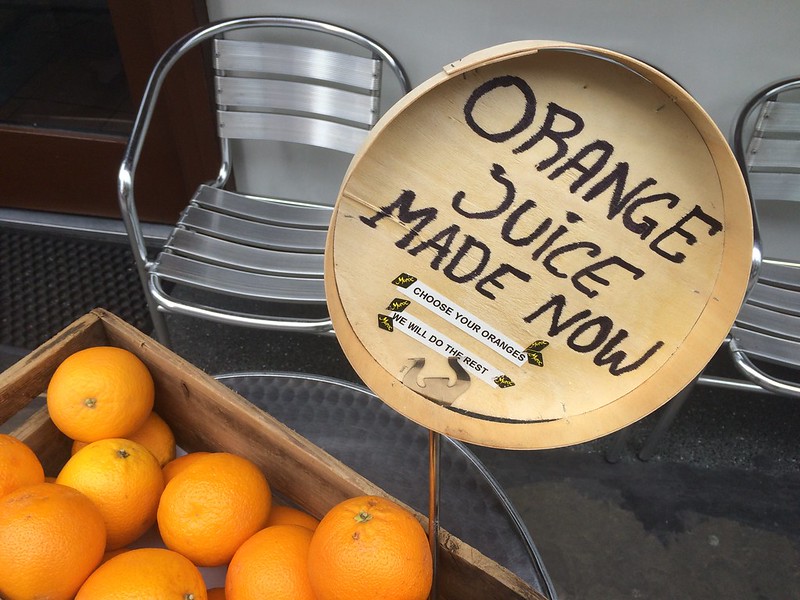 ORANGE
JUICE
MADE NOW
CHOOSE YOUR ORANGES
WE WILL DO THE REST